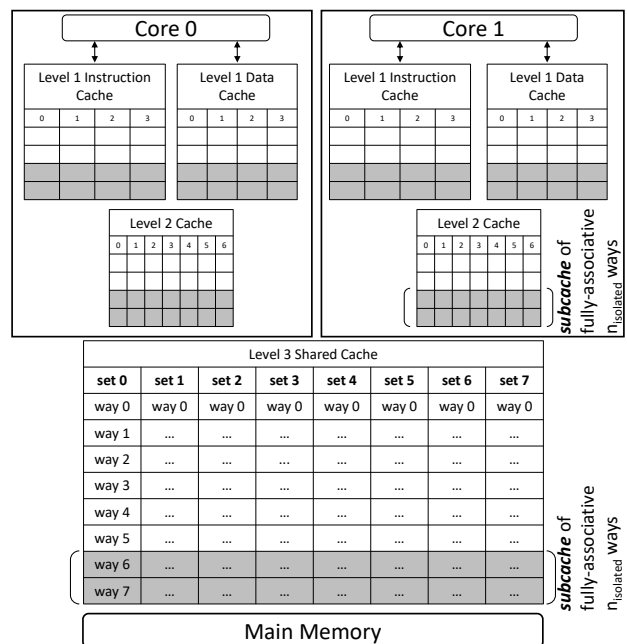 Core 0
Level 1 Instruction
Cache
0 1 2 3
Level 1 Data
Cache
0 1 2 3
Level 2 Cache
0 1 2 3 4 5 6
Core 1
Level 1 Instruction
Cache
0 1 2 3
Level 1 Data
Cache
0 1 2 3
Level 2 Cache
0 1 2 3 4 5 6
subcache of
fully-associative
nisolated ways
Level 3 Shared Cache
set 0 set 1 set 2 set 3 set 4 set 5 set 6 set 7
way 0 way 0 way 0 way 0 way 0 way 0 way 0 way 0
way 1 ... ... ... ... ... ... ...
way 2 ... ... ... ... ... ... ...
way 3 ... ... ... ... ... ... ...
way 4 ... ... ... ... ... ... ...
way 5 ... ... ... ... ... ... ...
way 6 ... ... ... ... ... ... ...
way 7 ... ... ... ... ... ... ...
subcache of
fully-associative
nisolated ways
Main Memory